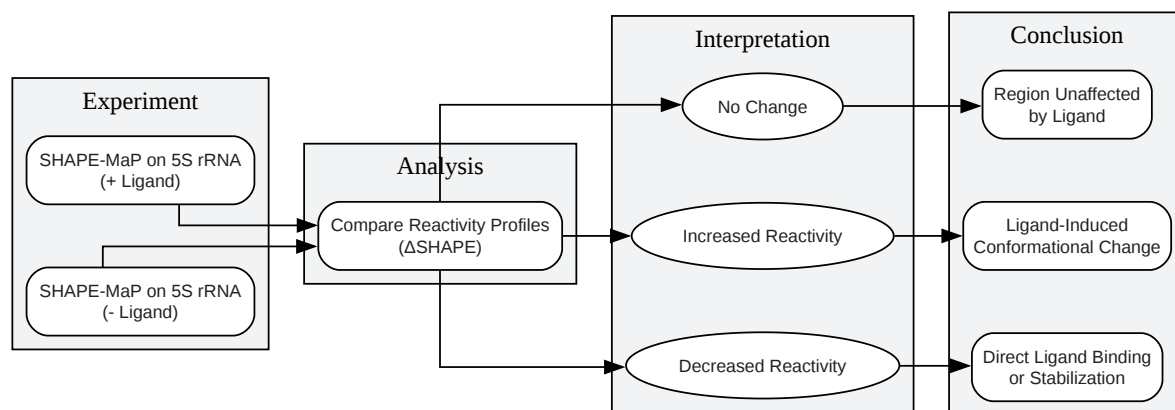 Experiment
SHAPE-MaP on 5S rRNA
(+ Ligand)
SHAPE-MaP on 5S rRNA
(- Ligand)
Analysis
Compare Reactivity Profiles
(ΔSHAPE)
Interpretation
No Change
Increased Reactivity
Decreased Reactivity
Conclusion
Region Unaffected
by Ligand
Ligand-Induced
Conformational Change
Direct Ligand Binding
or Stabilization